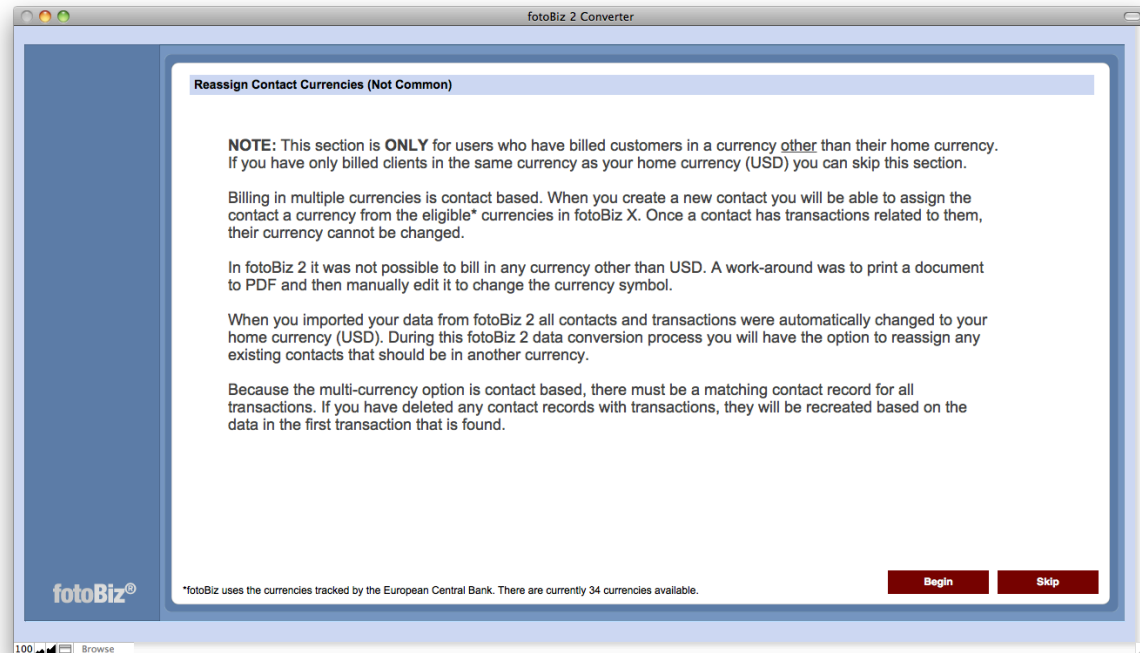 fotoBiz 2 Converter
Reassign Contact Currencies (Not Common)
NOTE: This section is ONLY for users who have billed customers in a currency other than their home currency.
If you have only billed clients in the same currency as your home currency (USD) you can skip this section.
Billing in multiple currencies is contact based. When you create a new contact you will be able to assign the
contact a currency from the eligible* currencies in fotoBiz X. Once a contact has transactions related to them,
their currency cannot be changed.
In fotoBiz 2 it was not possible to bill in any currency other than USD. A work-around was to print a document
to PDF and then manually edit it to change the currency symbol.
When you imported your data from fotoBiz 2 all contacts and transactions were automatically changed to your
home currency (USD). During this fotoBiz 2 data conversion process you will have the option to reassign any
existing contacts that should be in another currency.
Because the multi-currency option is contact based, there must be a matching contact record for all
transactions. If you have deleted any contact records with transactions, they will be recreated based on the
data in the first transaction that is found.
fotoBiz®
*fotoBiz uses the currencies tracked by the European Central Bank. There are currently 34 currencies available.
Begin
Skip
100
Browse